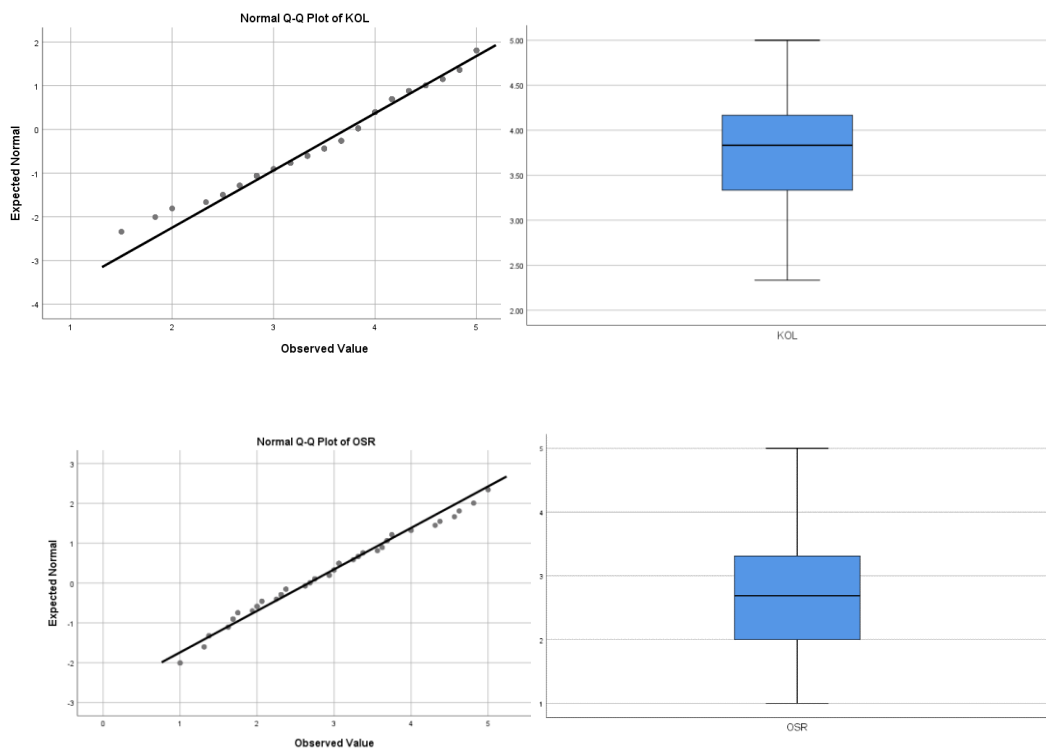 Normal Q-Q Plot of KOL
2
1
0
-1
-2
-3
-4
Expected Normal
1 2 3 4 5
Observed Value
5.00
4.50
4.00
3.50
3.00
2.50
2.00
KOL
Normal Q-Q Plot of OSR
3
2
1
0
-1
-2
-3
Expected Normal
0 1 2 3 4 5
Observed Value
5
4
3
2
1
OSR